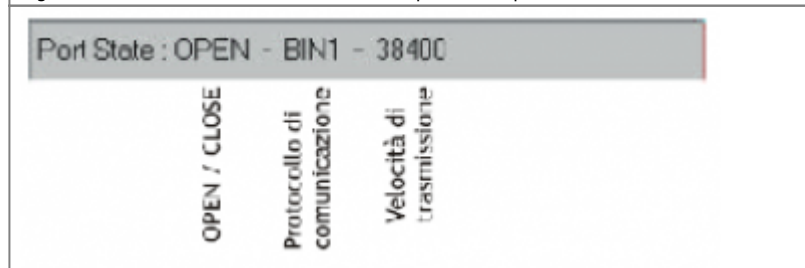 Port State : OPEN - BIN1 - 38400
OPEN / CLOSE
Protocollo di
comunicazione
Velocità di
trasmissione